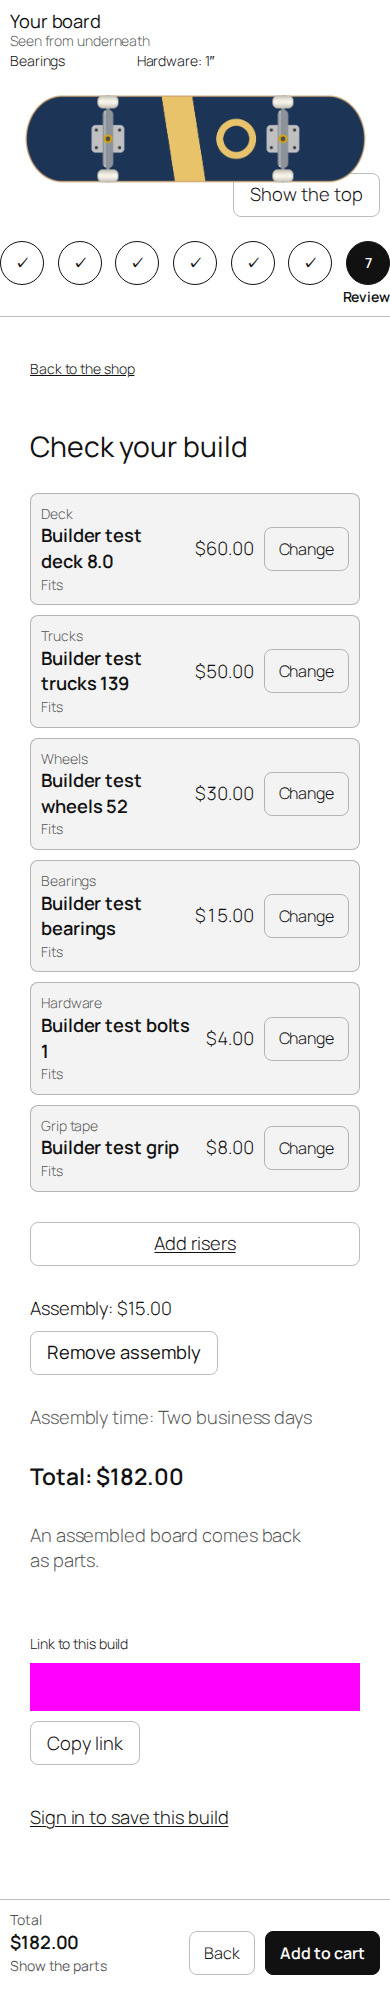 Your board
Seen from underneath
Bearings Hardware: 1″
Show the top
✓ ✓ ✓ ✓ ✓ ✓ 7
Review
Back to the shop
Check your build
Deck
Builder test
deck 8.0
$60.00 Change
Fits
Trucks
Builder test
trucks 139
$50.00 Change
Fits
Wheels
Builder test
wheels 52
$30.00 Change
Fits
Bearings
Builder test
bearings
$15.00 Change
Fits
Hardware
Builder test bolts
1
$4.00 Change
Fits
Grip tape
Builder test grip $8.00 Change
Fits
Add risers
Assembly: $15.00
Remove assembly
Assembly time: Two business days
Total: $182.00
An assembled board comes back
as parts.
Link to this build
Copy link
Sign in to save this build
Total
$182.00
Show the parts
Back Add to cart